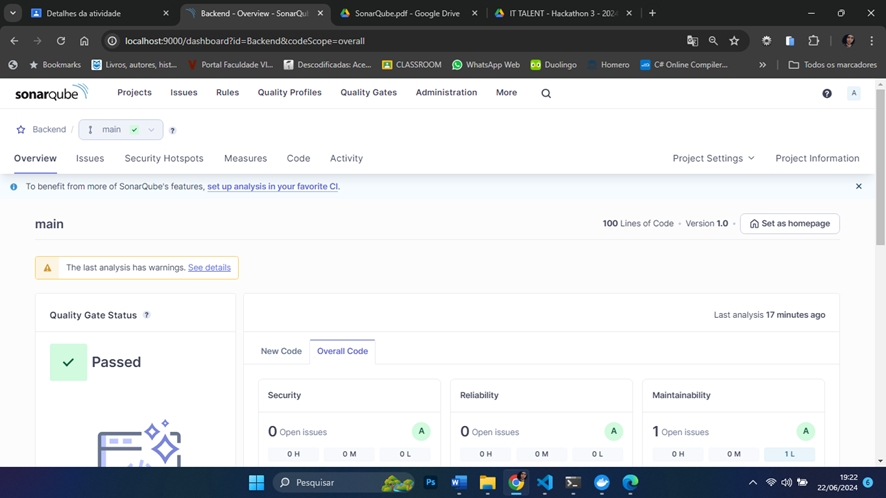 Detalhes da atividade
Backend - Overview - SonarQu
SonarQube.pdf - Google Drive
IT TALENT - Hackathon 3 - 2024
localhost:9000/dashboard?id=Backend&codeScope=overall
Bookmarks
Livros, autores, hist...
Portal Faculdade VI...
Descodificadas: Ace...
CLASSROOM
WhatsApp Web
Duolingo
Homero
C# Online Compiler...
»
Todos os marcadores
sonarqube
Projects
Issues
Rules
Quality Profiles
Quality Gates
Administration
More
?
A
Backend / main ?
Overview
Issues
Security Hotspots
Measures
Code
Activity
Project Settings
Project Information
To benefit from more of SonarQube's features, set up analysis in your favorite CI.
main
100 Lines of Code • Version 1.0 •
Set as homepage
The last analysis has warnings. See details
Quality Gate Status ?
Passed
Last analysis 17 minutes ago
New Code
Overall Code
Security
0 Open issues
A
0 H
0 M
0 L
Reliability
0 Open issues
A
0 H
0 M
0 L
Maintainability
1 Open issues
A
0 H
0 M
1 L
Pesquisar
Ps
W
19:22
22/06/2024
6